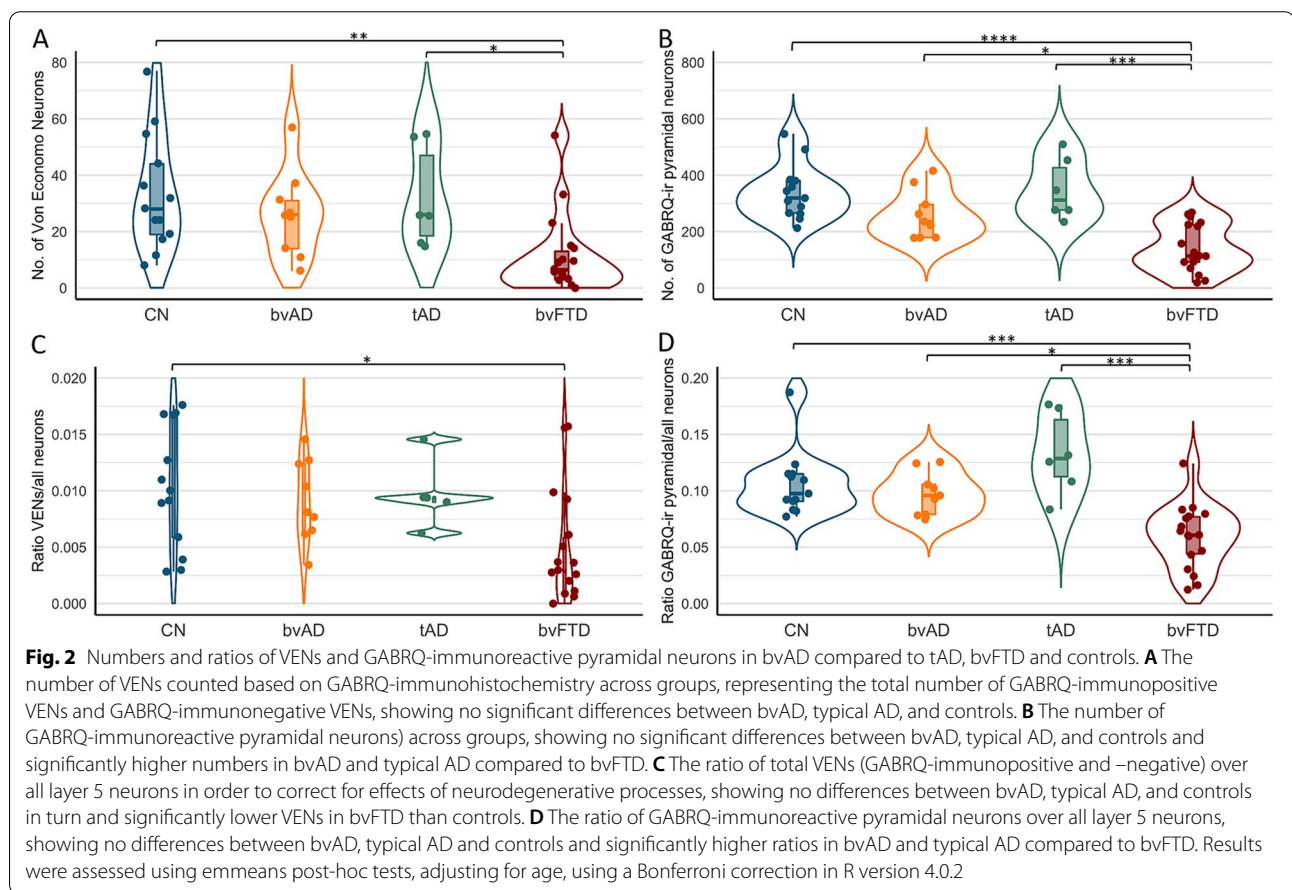 A
**
*
No. of Von Economo Neurons
80
60
40
20
0
CN bvAD tAD bvFTD
B
****
*
***
No. of GABRQ-ir pyramidal neurons
800
600
400
200
0
CN bvAD tAD bvFTD
C
*
Ratio VENs/all neurons
0.020
0.015
0.010
0.005
0.000
CN bvAD tAD bvFTD
D
***
*
***
Ratio GABRQ-ir pyramidal/all neurons
0.20
0.15
0.10
0.05
0.00
CN bvAD tAD bvFTD
Fig. 2 Numbers and ratios of VENs and GABRQ-immunoreactive pyramidal neurons in bvAD compared to tAD, bvFTD and controls. A The
number of VENs counted based on GABRQ-immunohistochemistry across groups, representing the total number of GABRQ-immunopositive
VENs and GABRQ-immunonegative VENs, showing no significant differences between bvAD, typical AD, and controls. B The number of
GABRQ-immunoreactive pyramidal neurons) across groups, showing no significant differences between bvAD, typical AD, and controls and
significantly higher numbers in bvAD and typical AD compared to bvFTD. C The ratio of total VENs (GABRQ-immunopositive and –negative) over
all layer 5 neurons in order to correct for effects of neurodegenerative processes, showing no differences between bvAD, typical AD, and controls
in turn and significantly lower VENs in bvFTD than controls. D The ratio of GABRQ-immunoreactive pyramidal neurons over all layer 5 neurons,
showing no differences between bvAD, typical AD and controls and significantly higher ratios in bvAD and typical AD compared to bvFTD. Results
were assessed using emmeans post-hoc tests, adjusting for age, using a Bonferroni correction in R version 4.0.2